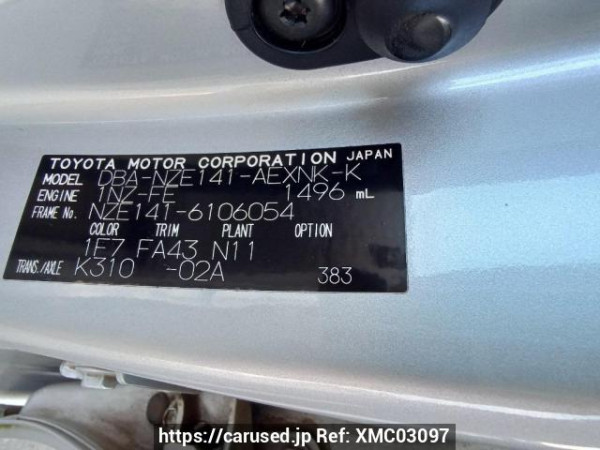 TOYOTA MOTOR CORPORATION JAPAN
MODEL DBA-NZE141-AEXNK-K
ENGINE 1NZ-FE 1496 mL
FRAME No. NZE141-6106054
COLOR TRIM PLANT OPTION
1E7 FA43 N11
TRANS./AXLE K310 -02A 383
https://carused.jp Ref: XMC03097